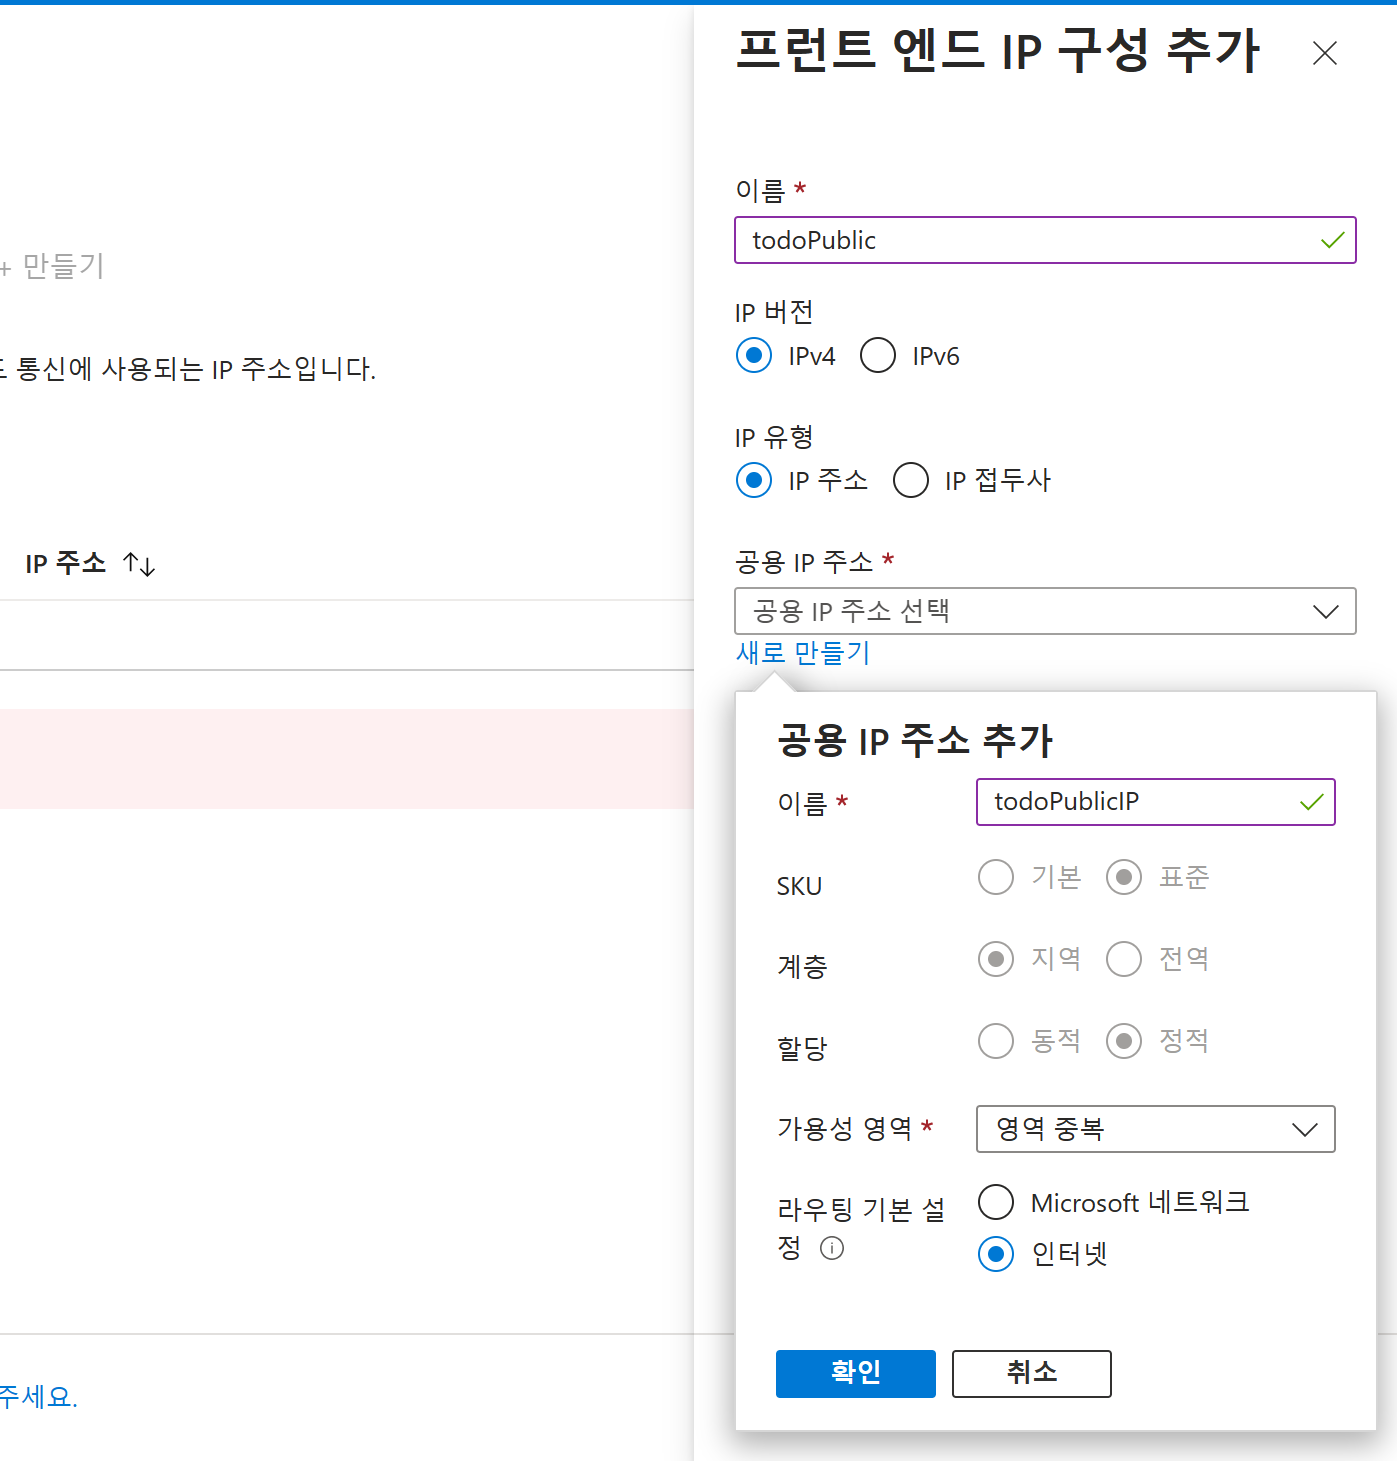 프런트 엔드 IP 구성 추가
+ 만들기
통신에 사용되는 IP 주소입니다.
IP 주소
주세요.
이름 *
todoPublic
IP 버전
IPv4 IPv6
IP 유형
IP 주소 IP 접두사
공용 IP 주소 *
공용 IP 주소 선택
새로 만들기
공용 IP 주소 추가
이름 * todoPublicIP
SKU 기본 표준
계층 지역 전역
할당 동적 정적
가용성 영역 * 영역 중복
라우팅 기본 설
정
Microsoft 네트워크
인터넷
확인 취소